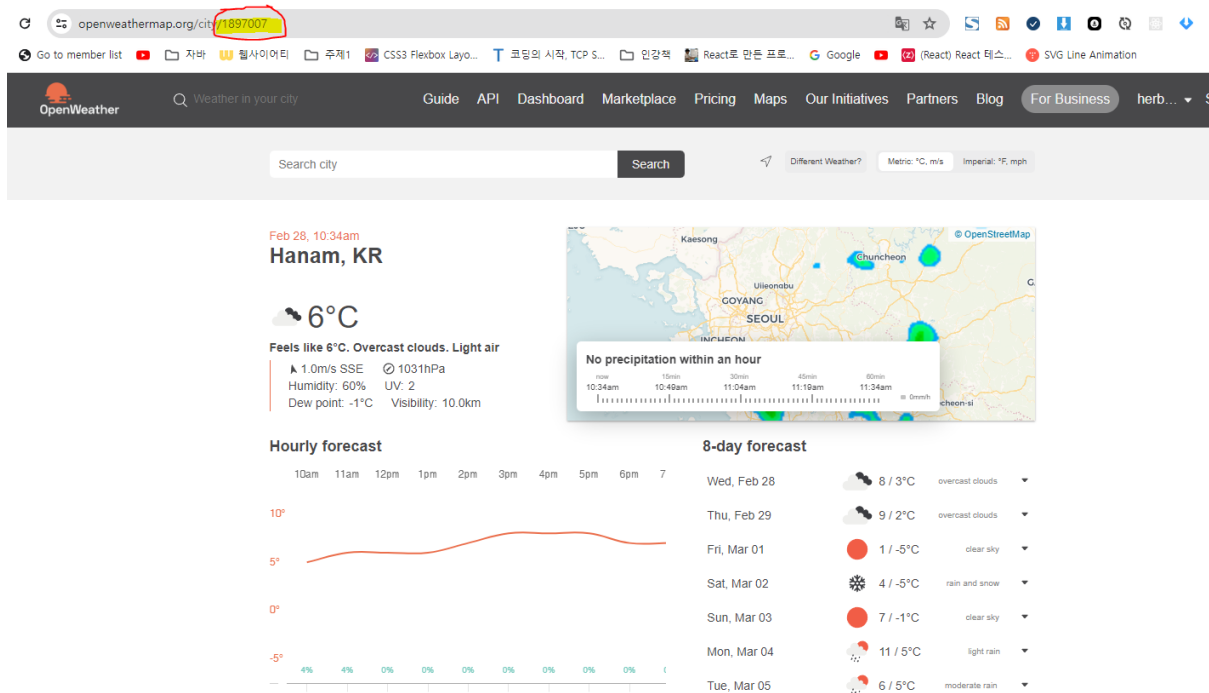 openweathermap.org/city/1897007
Go to member list 자바 웹사이어티 주제1 CSS3 Flexbox Layo... 코딩의 시작, TCP S... 인강책 React로 만든 프로... Google (React) React 테스... SVG Line Animation
OpenWeather Weather in your city Guide API Dashboard Marketplace Pricing Maps Our Initiatives Partners Blog For Business herb...
Search city Search Different Weather? Metric: °C, m/s Imperial: °F, mph
Feb 28, 10:34am
Hanam, KR
6°C
Feels like 6°C. Overcast clouds. Light air
1.0m/s SSE 1031hPa
Humidity: 60% UV: 2
Dew point: -1°C Visibility: 10.0km
© OpenStreetMap
Kaesong
Chuncheon
Uijeongbu
GOYANG
SEOUL
INCHEON
No precipitation within an hour
now 15min 30min 45min 60min
10:34am 10:49am 11:04am 11:19am 11:34am
0mm/h
cheon-si
Hourly forecast
10am 11am 12pm 1pm 2pm 3pm 4pm 5pm 6pm 7
10°
5°
0°
-5°
4% 4% 0% 0% 0% 0% 0% 0% 0%
8-day forecast
Wed, Feb 28 8 / 3°C overcast clouds
Thu, Feb 29 9 / 2°C overcast clouds
Fri, Mar 01 1 / -5°C clear sky
Sat, Mar 02 4 / -5°C rain and snow
Sun, Mar 03 7 / -1°C clear sky
Mon, Mar 04 11 / 5°C light rain
Tue, Mar 05 6 / 5°C moderate rain